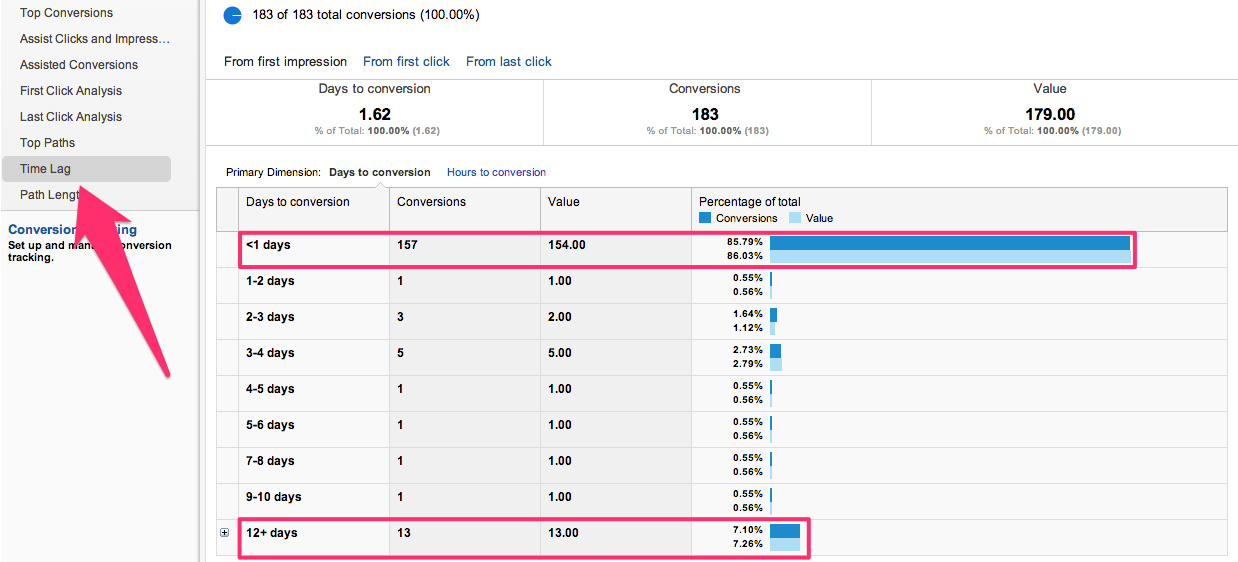 Top Conversions
Assist Clicks and Impress...
Assisted Conversions
First Click Analysis
Last Click Analysis
Top Paths
Time Lag
Path Lengt
Conversion ing
Set up and man conversion
tracking.
183 of 183 total conversions (100.00%)
From first impression From first click From last click
Days to conversion Conversions Value
1.62 183 179.00
% of Total: 100.00% (1.62) % of Total: 100.00% (183) % of Total: 100.00% (179.00)
Primary Dimension: Days to conversion Hours to conversion
Days to conversion Conversions Value Percentage of total
Conversions Value
<1 days 157 154.00 85.79%
86.03%
1-2 days 1 1.00 0.55%
0.56%
2-3 days 3 2.00 1.64%
1.12%
3-4 days 5 5.00 2.73%
2.79%
4-5 days 1 1.00 0.55%
0.56%
5-6 days 1 1.00 0.55%
0.56%
7-8 days 1 1.00 0.55%
0.56%
9-10 days 1 1.00 0.55%
0.56%
12+ days 13 13.00 7.10%
7.26%